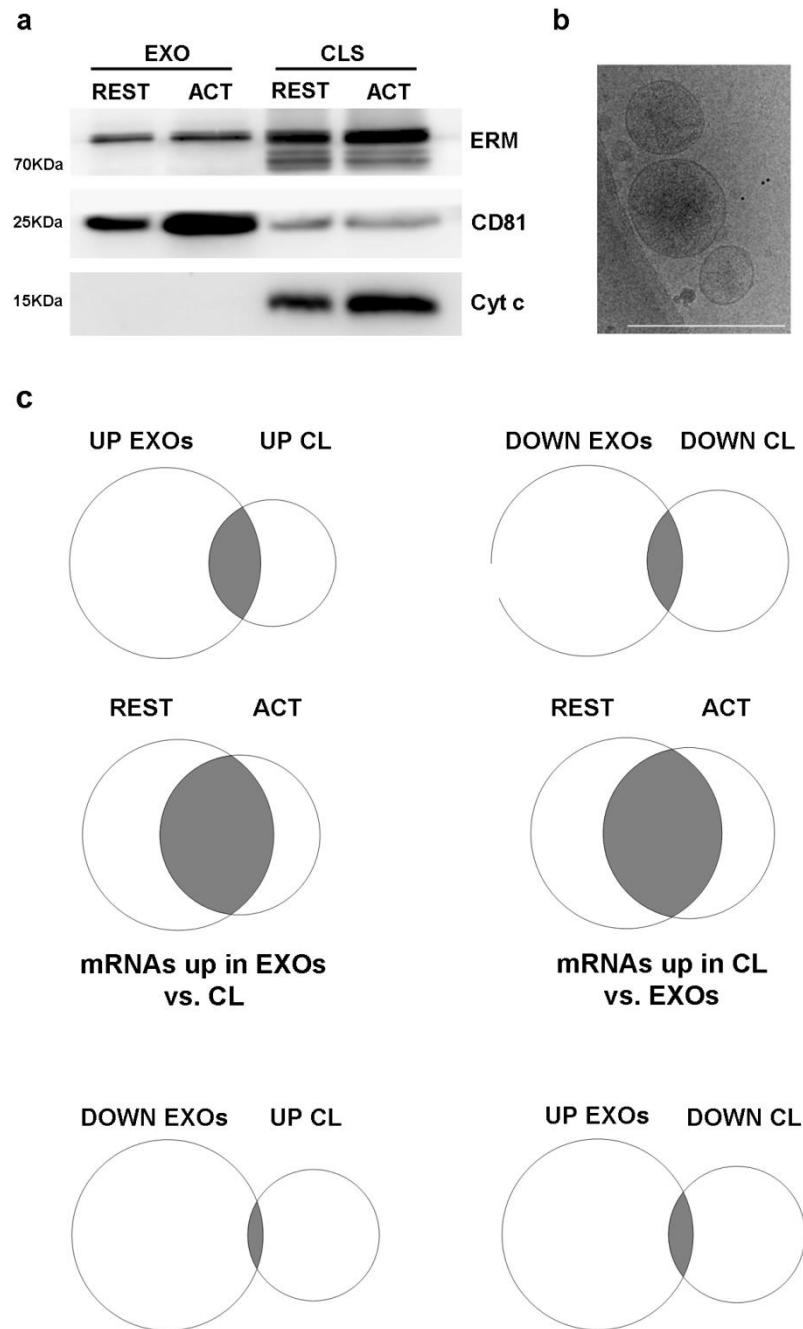 a
EXO CLS
REST ACT REST ACT
ERM
70KDa
25KDa
CD81
15KDa
Cyt c
b
c
UP EXOs UP CL
DOWN EXOs DOWN CL
REST ACT
REST ACT
mRNAs up in EXOs
vs. CL
mRNAs up in CL
vs. EXOs
DOWN EXOs UP CL
UP EXOs DOWN CL